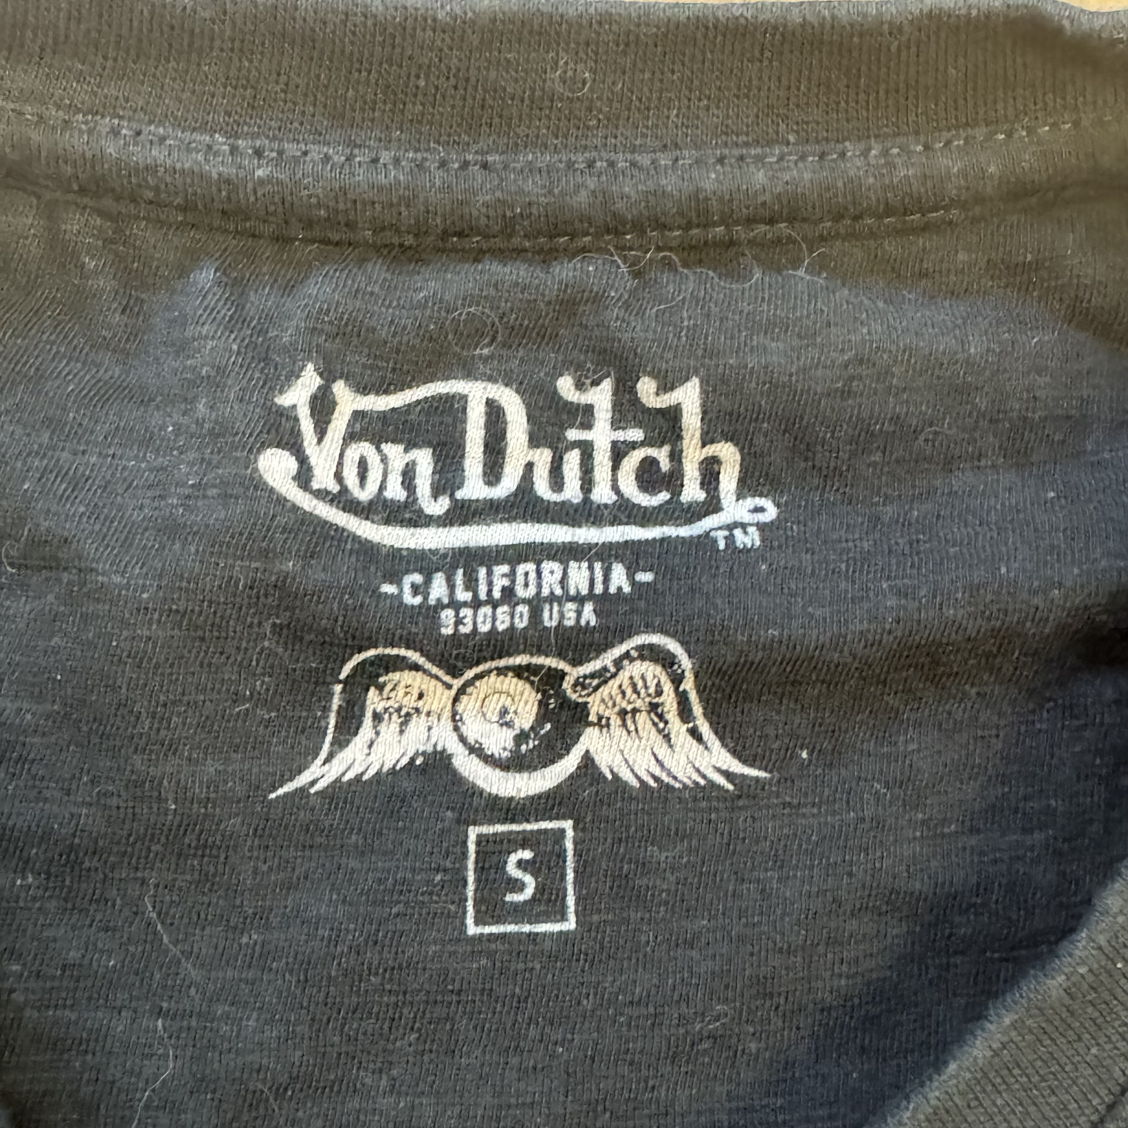 Von Dutch
TM
-CALIFORNIA-
93060 USA
S